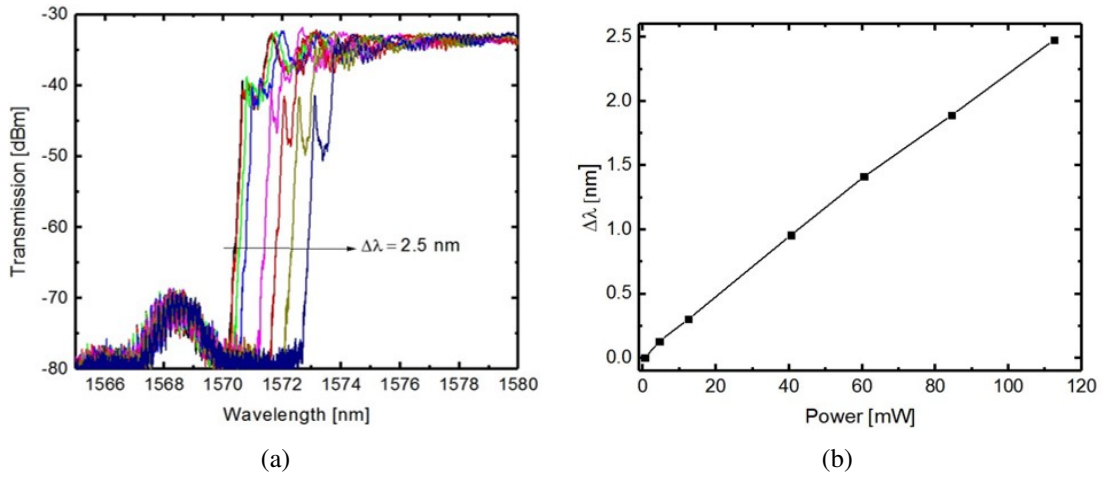 -30
-40
-50
-60
-70
-80
Transmission [dBm]
Δλ = 2.5 nm
1566 1568 1570 1572 1574 1576 1578 1580
Wavelength [nm]
(a)
2.5
2.0
1.5
1.0
0.5
0.0
Δλ [nm]
0 20 40 60 80 100 120
Power [mW]
(b)